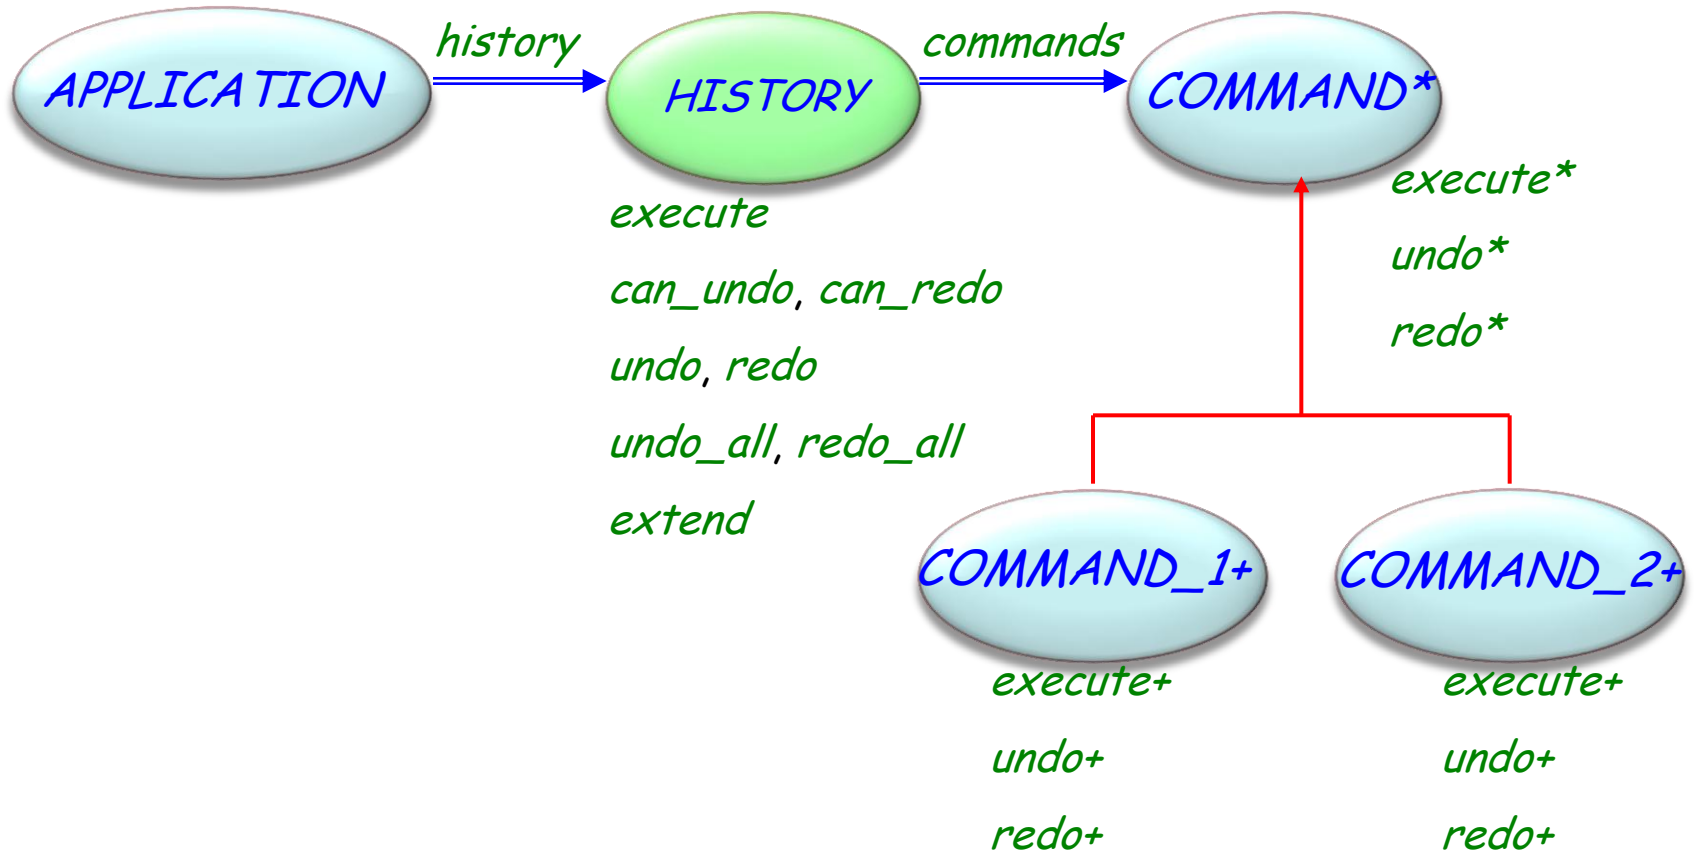 history
commands
APPLICATION
HISTORY
COMMAND*
execute
can_undo, can_redo
undo, redo
undo_all, redo_all
extend
execute*
undo*
redo*
COMMAND_1+
execute+
undo+
redo+
COMMAND_2+
execute+
undo+
redo+